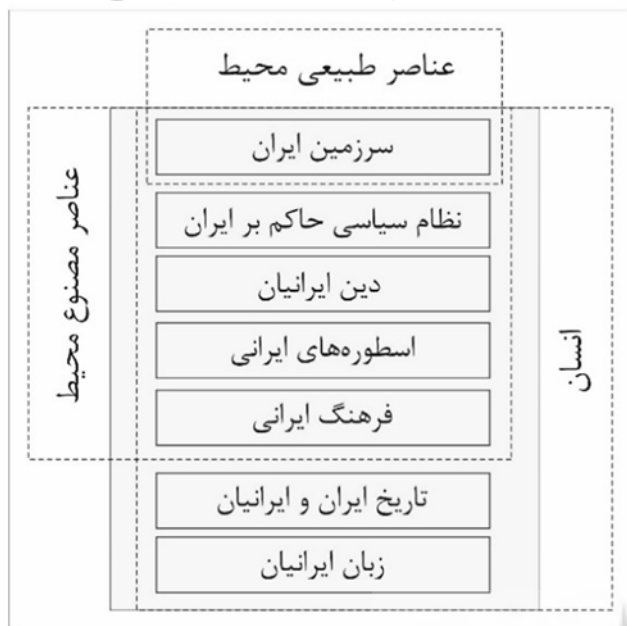 عناصر طبیعی محیط
سرزمین ایران
نظام سیاسی حاکم بر ایران
دین ایرانیان
اسطوره‌های ایرانی
فرهنگ ایرانی
تاریخ ایران و ایرانیان
زبان ایرانیان
انسان
عناصر مصنوع محیط